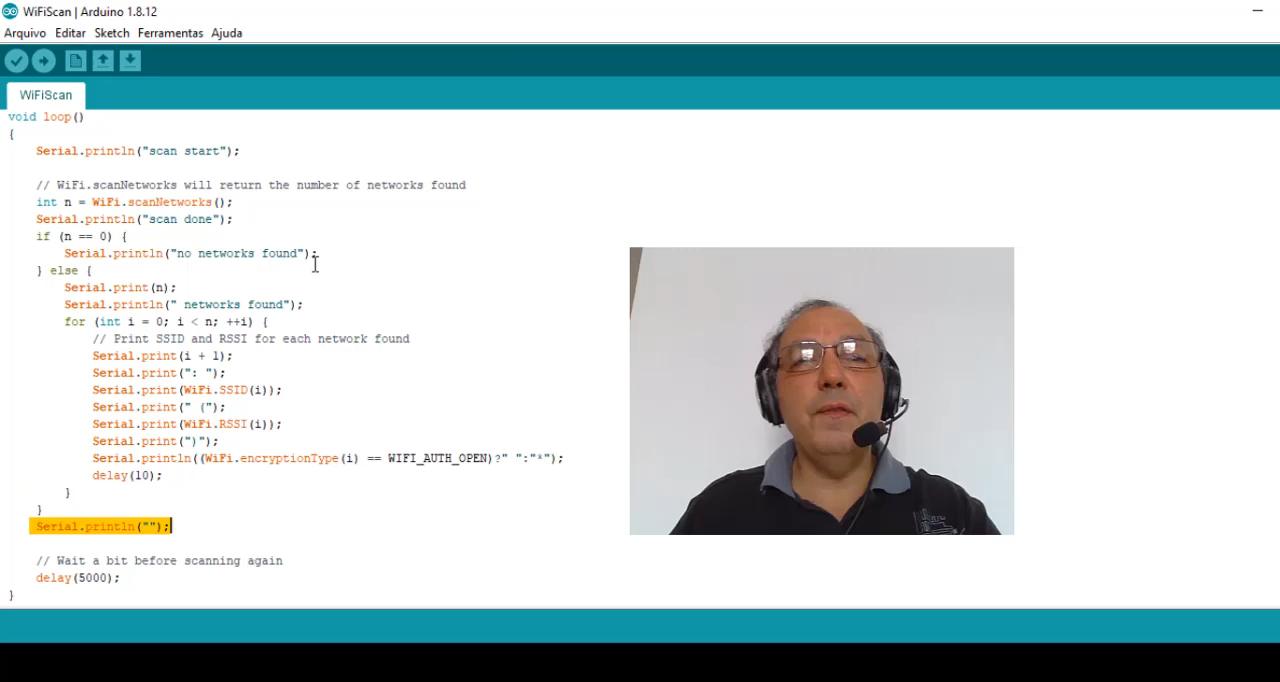 WiFiScan | Arduino 1.8.12
Arquivo Editar Sketch Ferramentas Ajuda
WiFiScan
void loop()
{
    Serial.println("scan start");
    // WiFi.scanNetworks will return the number of networks found
    int n = WiFi.scanNetworks();
    Serial.println("scan done");
    if (n == 0) {
        Serial.println("no networks found");
    } else {
        Serial.print(n);
        Serial.println(" networks found");
        for (int i = 0; i < n; ++i) {
            // Print SSID and RSSI for each network found
            Serial.print(i + 1);
            Serial.print(": ");
            Serial.print(WiFi.SSID(i));
            Serial.print(" (");
            Serial.print(WiFi.RSSI(i));
            Serial.print(")");
            Serial.println((WiFi.encryptionType(i) == WIFI_AUTH_OPEN)?" ":"*");
            delay(10);
        }
    }
    Serial.println("");
    // Wait a bit before scanning again
    delay(5000);
}